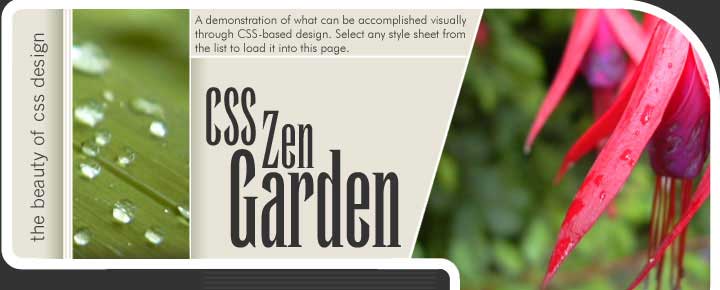 the beauty of css design
A demonstration of what can be accomplished visually
through CSS-based design. Select any style sheet from
the list to load it into this page.
CSS
Zen
Garden